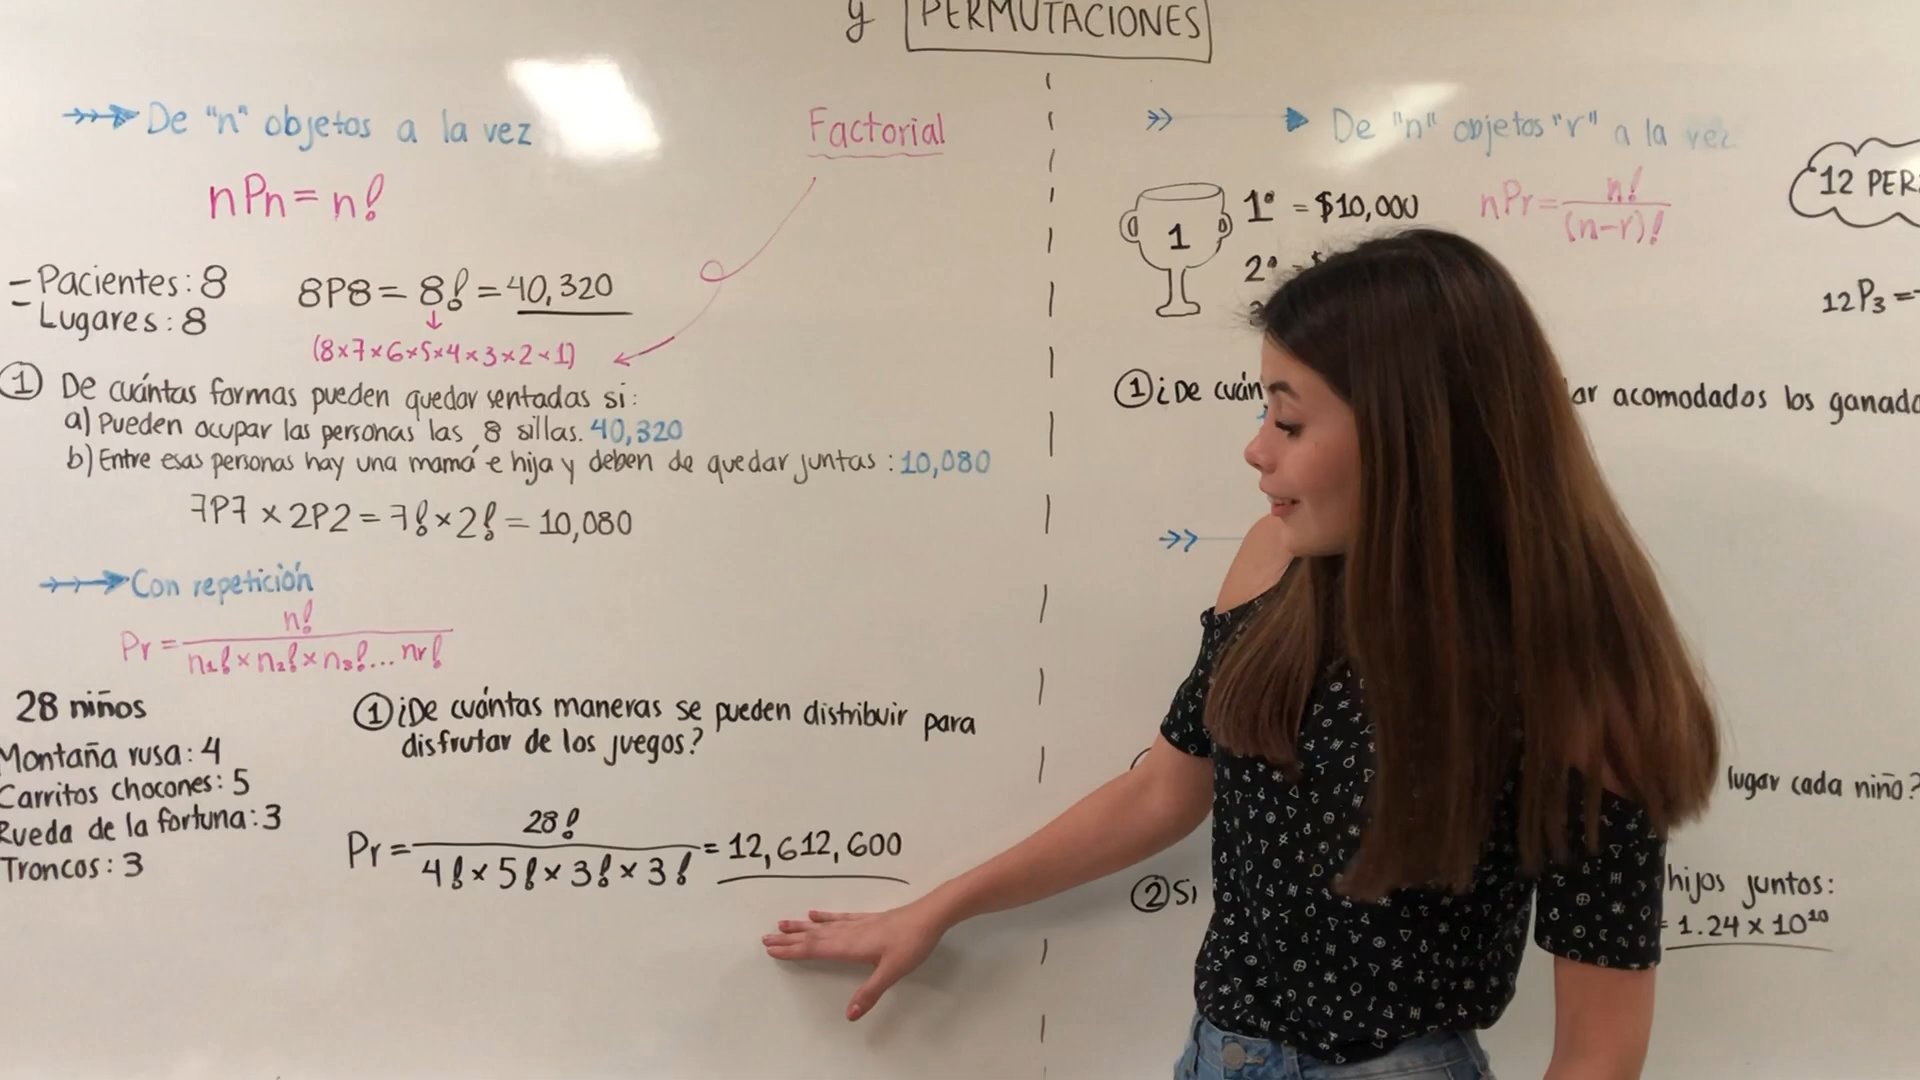 y PERMUTACIONES
De "n" objetos a la vez
Factorial
nPn = n!
- Pacientes: 8
- Lugares: 8
8P8 = 8! = 40,320
(8×7×6×5×4×3×2×1)
① De cuántas formas pueden quedar sentadas si:
a) Pueden ocupar las personas las 8 sillas. 40,320
b) Entre esas personas hay una mamá e hija y deben de quedar juntas: 10,080
7P7 × 2P2 = 7! × 2! = 10,080
Con repetición
Pr = n! / n₁! × n₂! × n₃! ... nr!
28 niños
Montaña rusa: 4
Carritos chocones: 5
Rueda de la fortuna: 3
Troncos: 3
① ¿De cuántas maneras se pueden distribuir para
disfrutar de los juegos?
Pr = 28! / 4! × 5! × 3! × 3! = 12,612,600
De "n" objetos "r" a la vez
1
1° = $10,000
2°
nPr = n! / (n-r)!
12 PER
12P₃ =
① ¿De cuán
ar acomodados los ganado
lugar cada niño?
② Si
hijos juntos:
= 1.24 × 10¹⁰